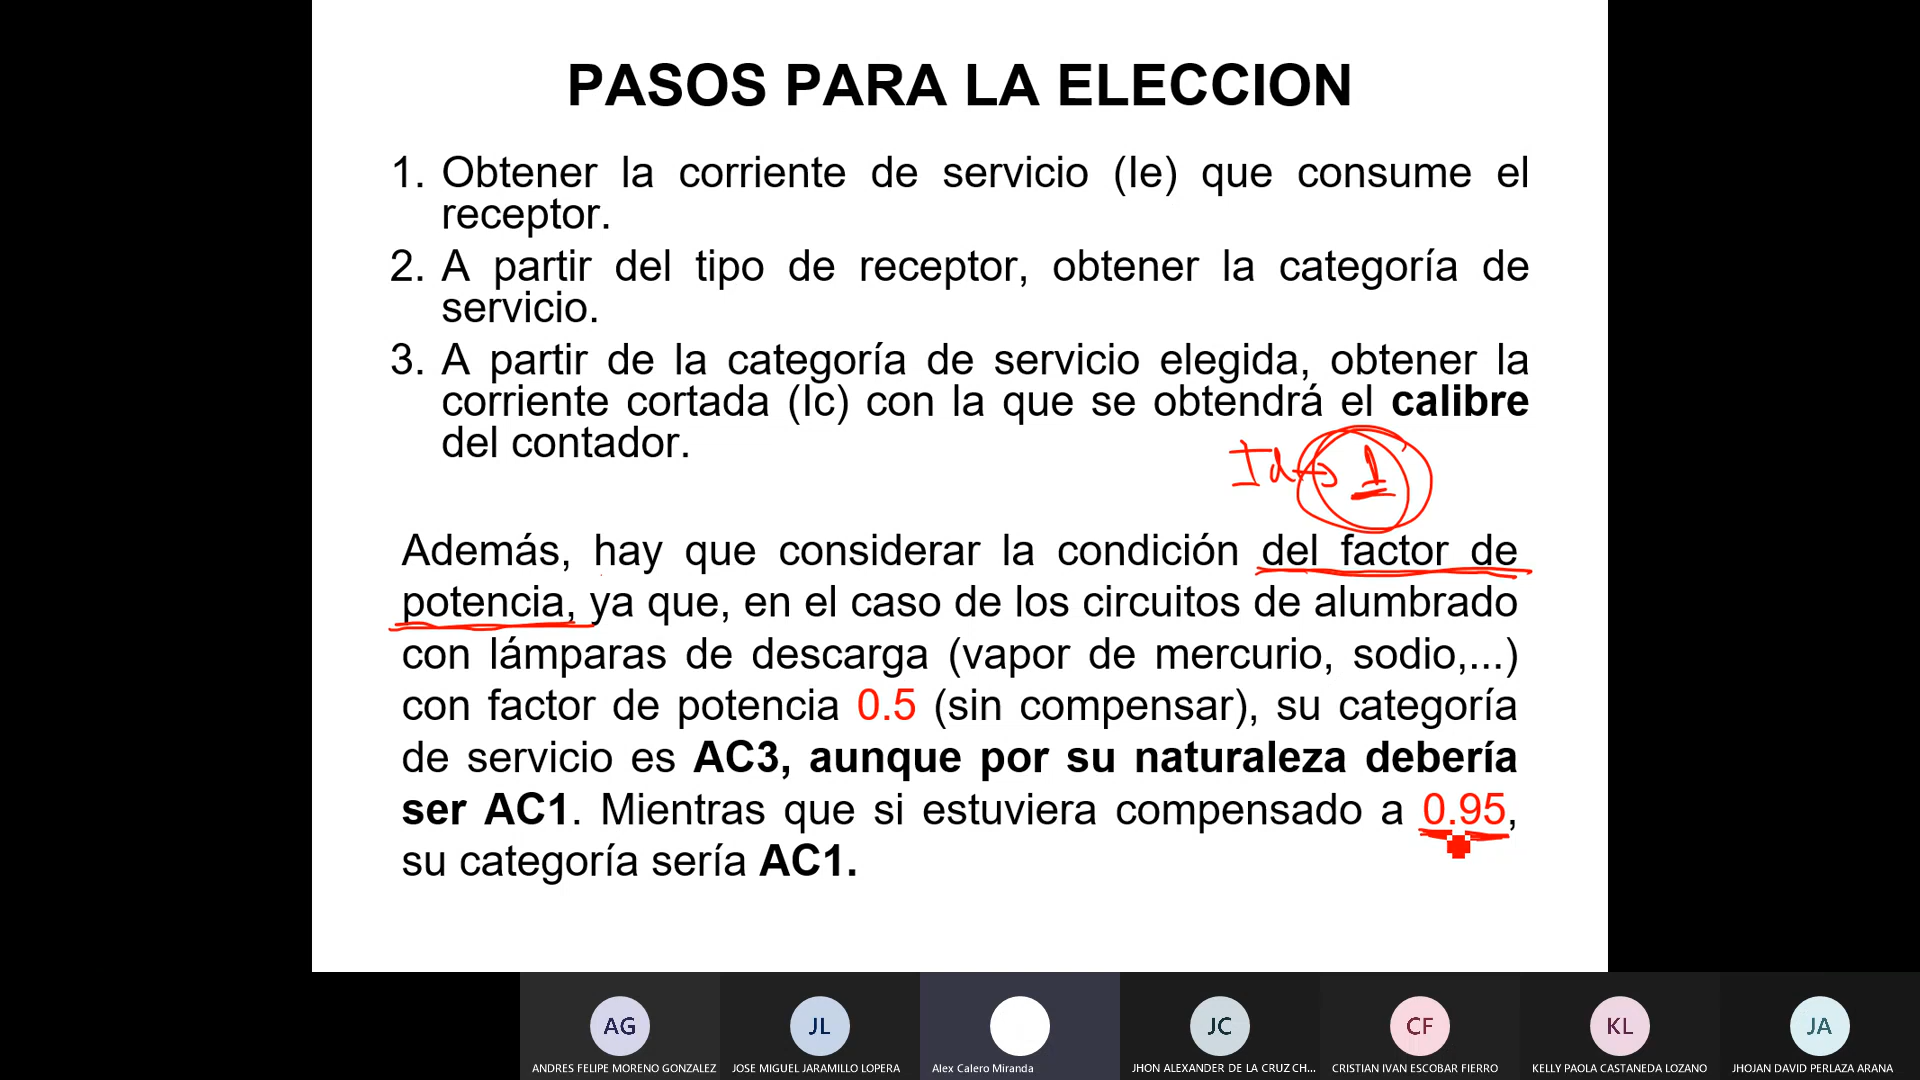 PASOS PARA LA ELECCION
1. Obtener la corriente de servicio (Ie) que consume el
receptor.
2. A partir del tipo de receptor, obtener la categoría de
servicio.
3. A partir de la categoría de servicio elegida, obtener la
corriente cortada (Ic) con la que se obtendrá el calibre
del contador.
Id → 1
Además, hay que considerar la condición del factor de
potencia, ya que, en el caso de los circuitos de alumbrado
con lámparas de descarga (vapor de mercurio, sodio,...)
con factor de potencia 0.5 (sin compensar), su categoría
de servicio es AC3, aunque por su naturaleza debería
ser AC1. Mientras que si estuviera compensado a 0.95,
su categoría sería AC1.
AG JL JC CF KL JA
ANDRES FELIPE MORENO GONZALEZ JOSE MIGUEL JARAMILLO LOPERA Alex Calero Miranda JHON ALEXANDER DE LA CRUZ CH... CRISTIAN IVAN ESCOBAR FIERRO KELLY PAOLA CASTANEDA LOZANO JHOJAN DAVID PERLAZA ARANA